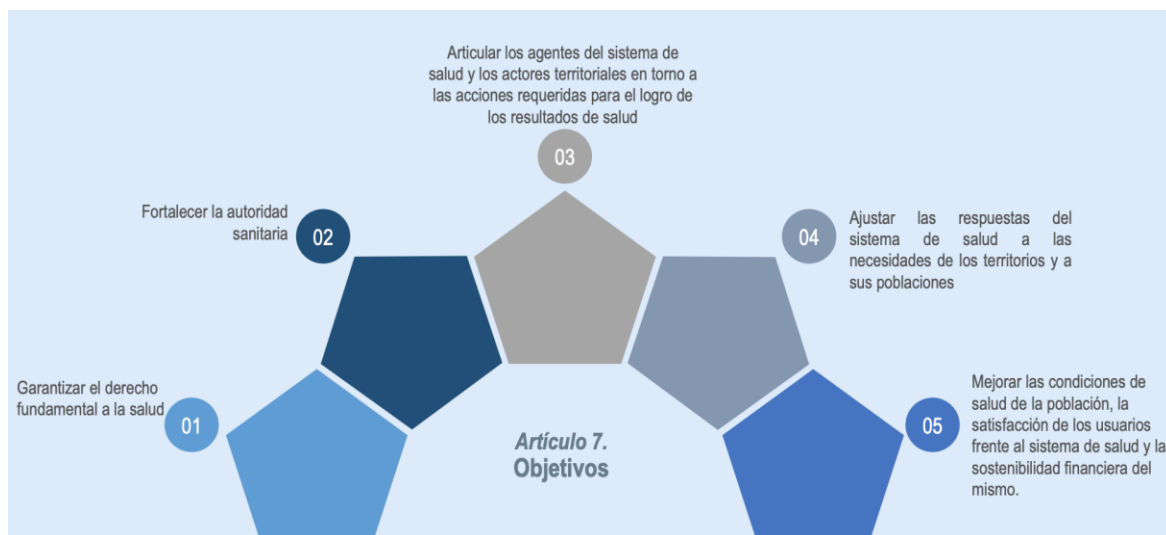 Garantizar el derecho
fundamental a la salud
01
Fortalecer la autoridad
sanitaria
02
Articular los agentes del sistema de
salud y los actores territoriales en torno a
las acciones requeridas para el logro de
los resultados de salud
03
04
Ajustar las respuestas del
sistema de salud a las
necesidades de los territorios y a
sus poblaciones
05
Mejorar las condiciones de
salud de la población, la
satisfacción de los usuarios
frente al sistema de salud y la
sostenibilidad financiera del
mismo.
Artículo 7.
Objetivos